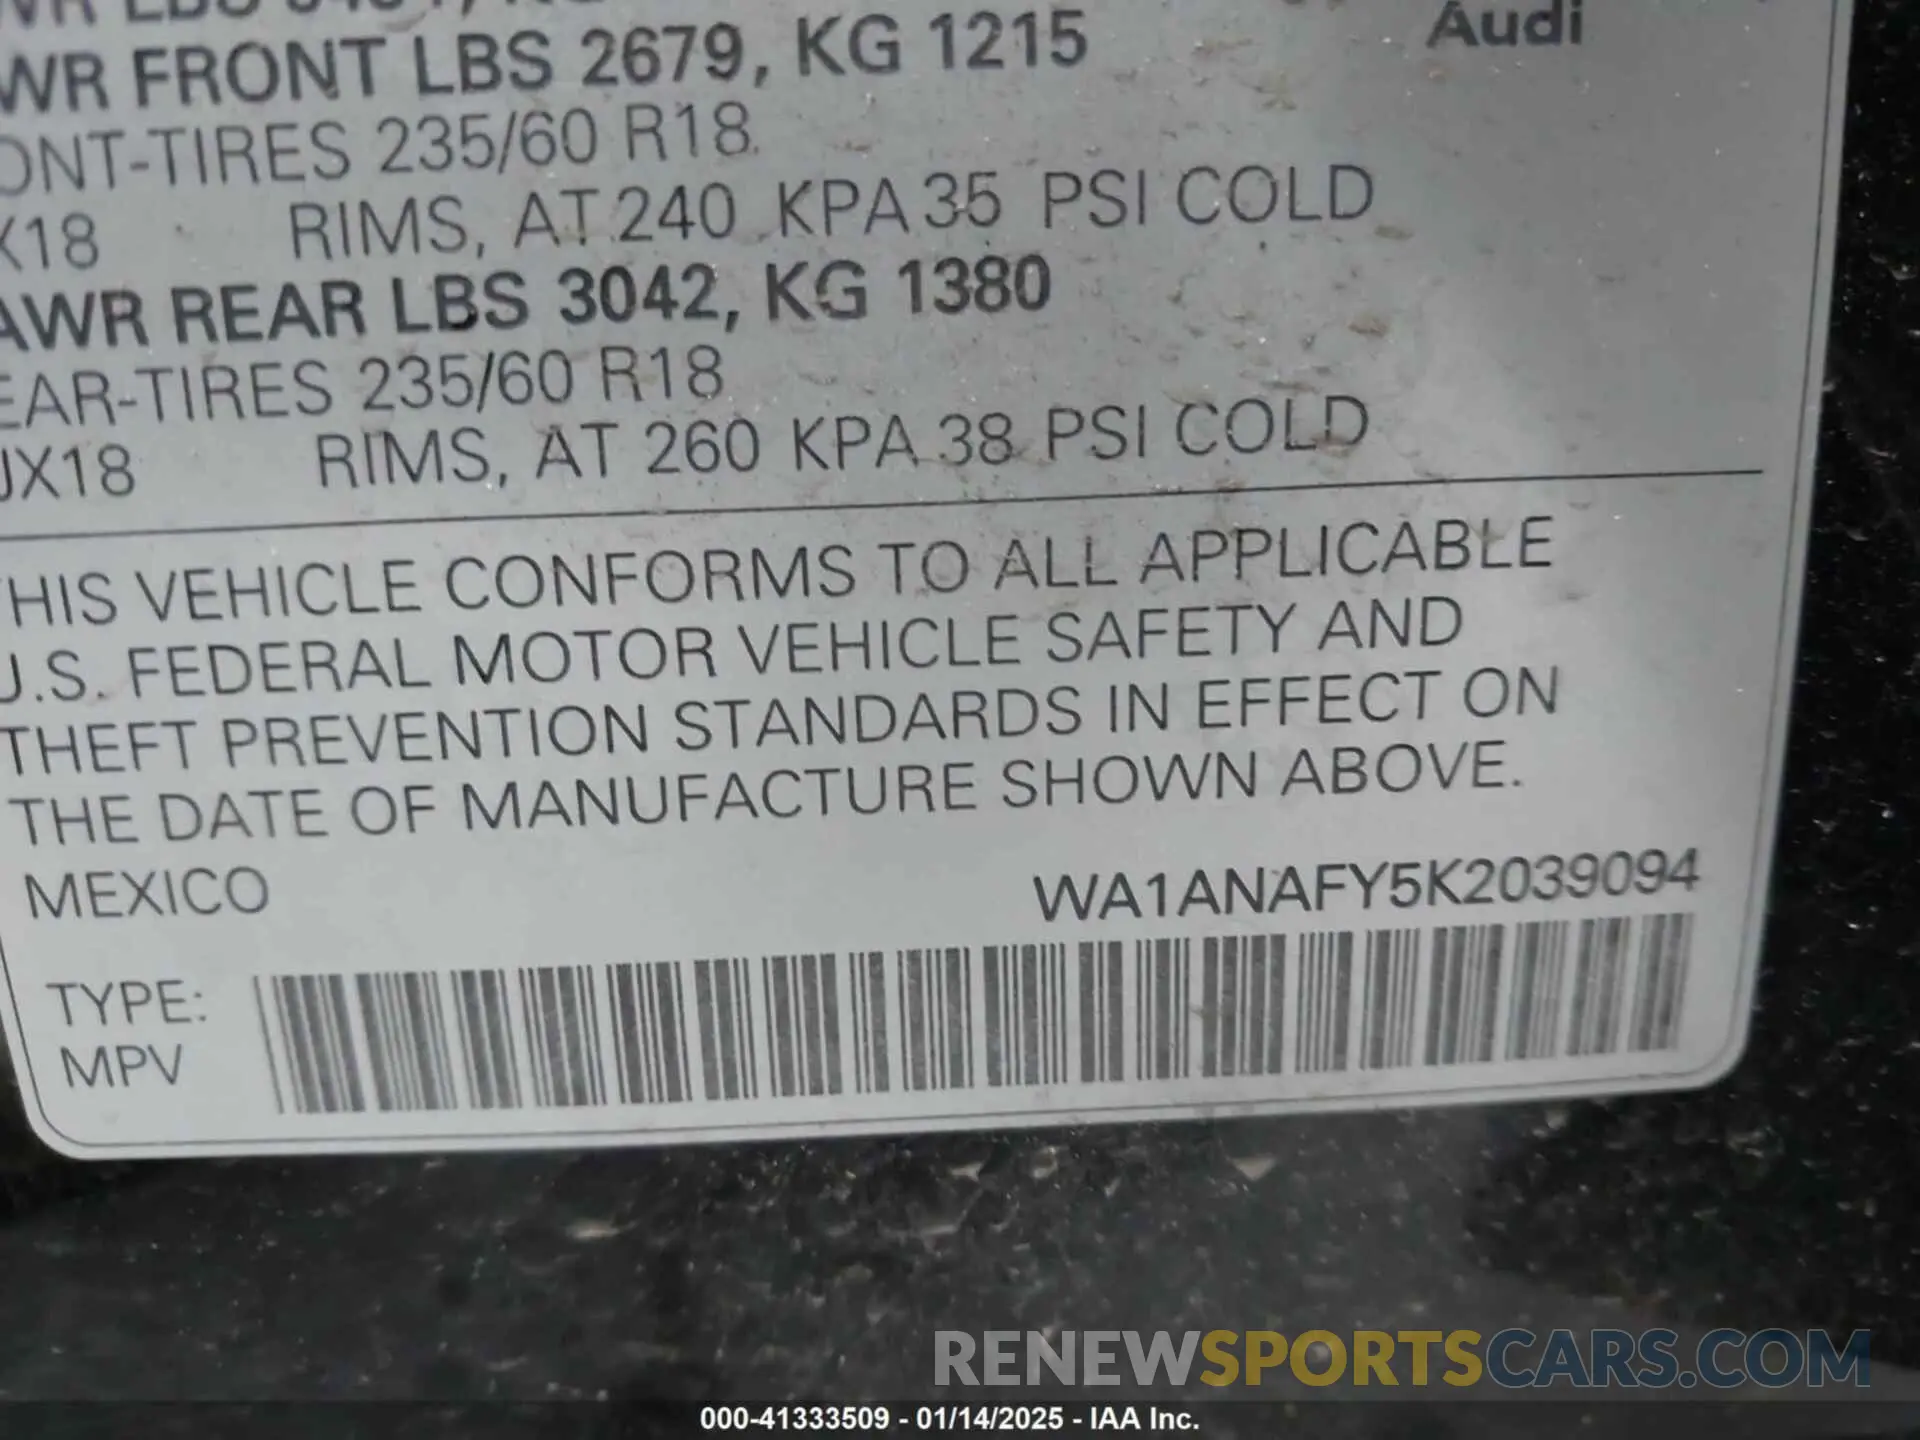 Audi
WR FRONT LBS 2679, KG 1215
ONT-TIRES 235/60 R18
X18 RIMS, AT 240 KPA 35 PSI COLD
AWR REAR LBS 3042, KG 1380
EAR-TIRES 235/60 R18
JX18 RIMS, AT 260 KPA 38 PSI COLD
THIS VEHICLE CONFORMS TO ALL APPLICABLE
U.S. FEDERAL MOTOR VEHICLE SAFETY AND
THEFT PREVENTION STANDARDS IN EFFECT ON
THE DATE OF MANUFACTURE SHOWN ABOVE.
MEXICO WA1ANAFY5K2039094
TYPE:
MPV
RENEWSPORTSCARS.COM
000-41333509 - 01/14/2025 - IAA Inc.